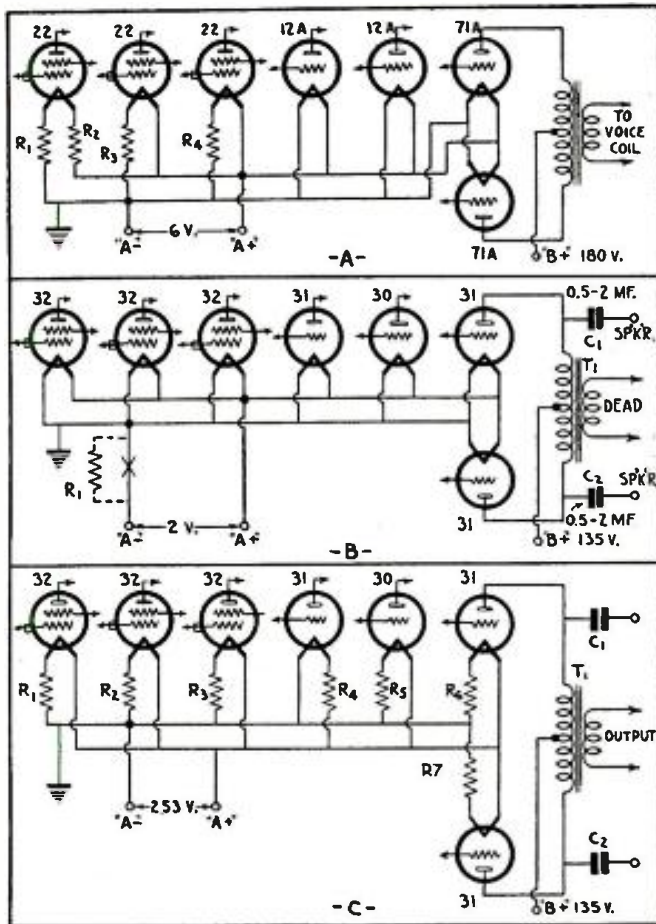 22 22 22 12A 12A 71A
R1 R2 R3 R4
TO
VOICE
COIL
"A-" 6 V. "A+"
71A
"B+" 180 V.
-A-
32 32 32 31 30 31
0.5-2 MF.
C1
"SPKR."
T1
DEAD
R1
C2
"SPKR."
0.5-2 MF
"A-" 2 V. "A+"
31
"B+" 135 V.
-B-
32 32 32 31 30 31
C1
R1 R2 R3 R4 R5 R6
T1
OUTPUT
R7
"A-" 2.53 V. "A+"
C2
31
"B+" 135 V.
-C-